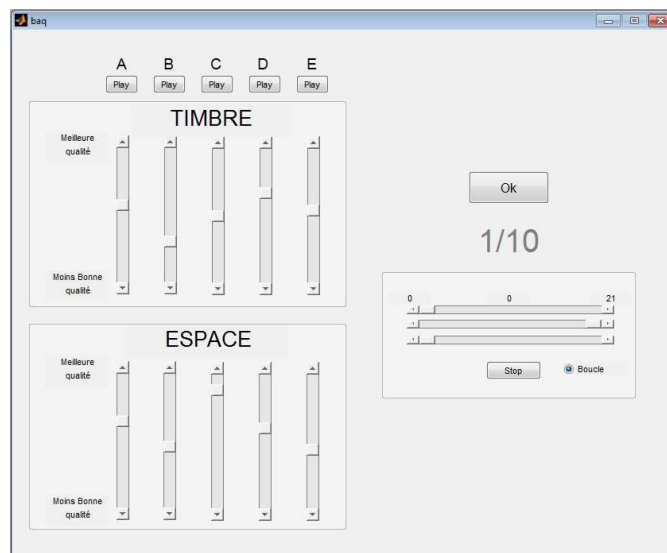 baq
A B C D E
Play Play Play Play Play
TIMBRE
Meilleure
qualité
Moins Bonne
qualité
ESPACE
Meilleure
qualité
Moins Bonne
qualité
Ok
1/10
0 0 21
Stop Boucle